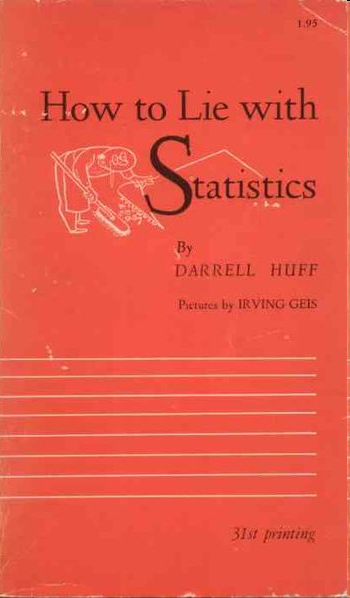 1.95
How to Lie with
Statistics
By
DARRELL HUFF
Pictures by IRVING GEIS
31st printing